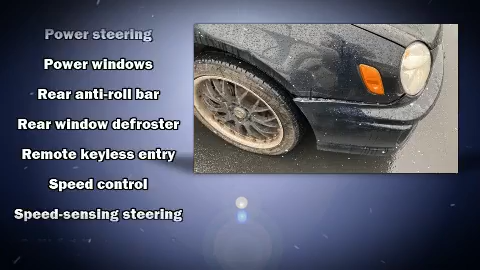 Power steering
Power windows
Rear anti-roll bar
Rear window defroster
Remote keyless entry
Speed control
Speed-sensing steering